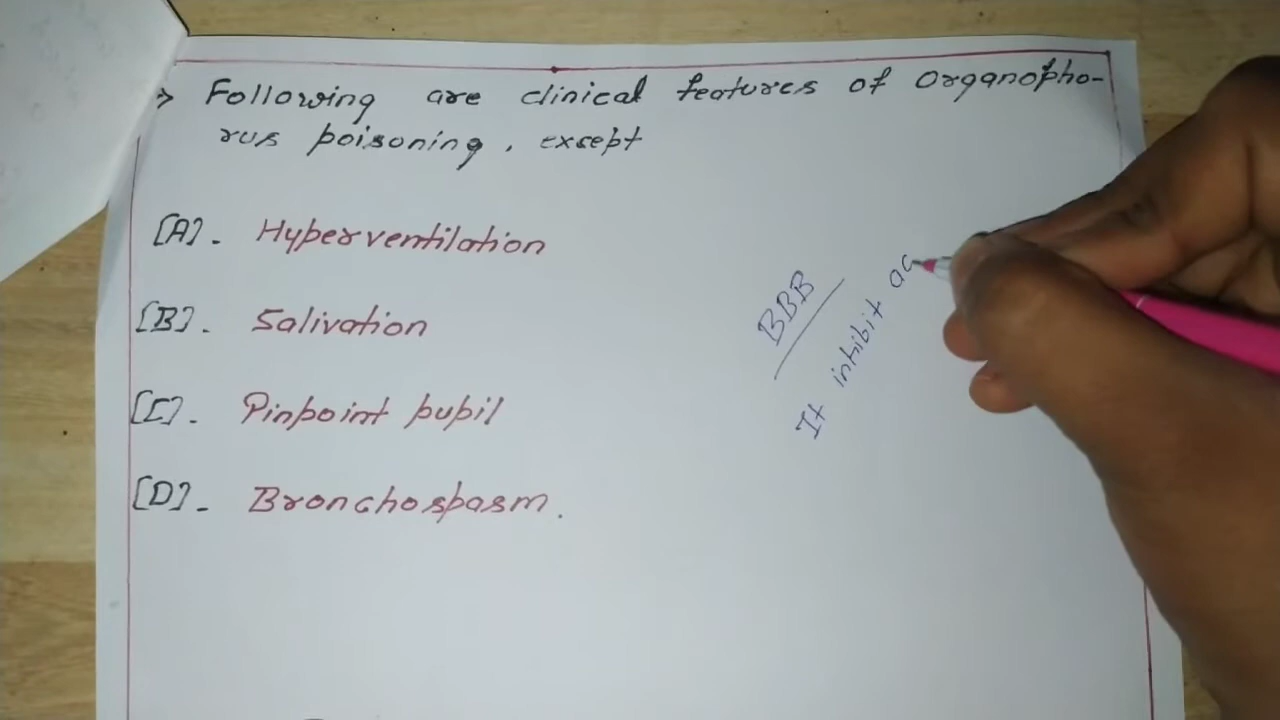 > Following are clinical features of Organopho-
rus poisoning, except
[A]. Hyperventilation
[B]. Salivation
[C]. Pinpoint pupil
[D]. Bronchospasm.
BBB
It inhibit ac